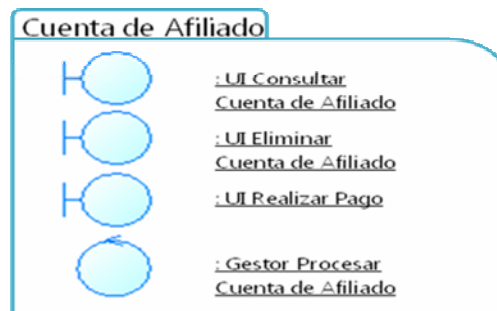 Cuenta de Afiliado
: UI Consultar
Cuenta de Afiliado
: UI Eliminar
Cuenta de Afiliado
: UI Realizar Pago
: Gestor Procesar
Cuenta de Afiliado